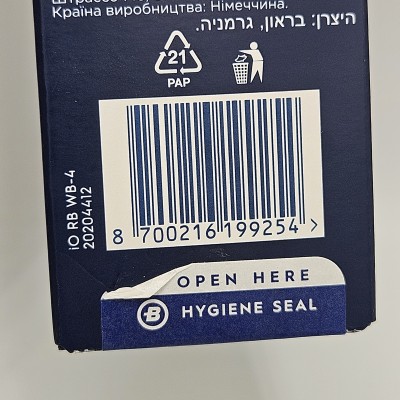 Країна виробництва: Німеччина.
היצרן: בראון, גרמניה.
21
PAP
iO RB WB-4
20204412
8 700216 199254 >
OPEN HERE
B HYGIENE SEAL